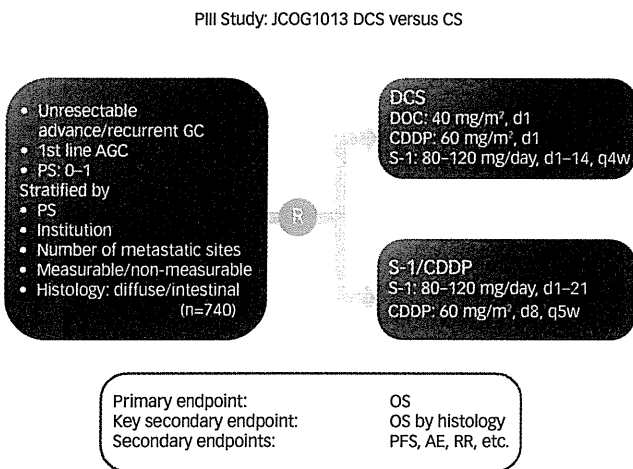 PIII Study: JCOG1013 DCS versus CS
• Unresectable
advance/recurrent GC
• 1st line AGC
• PS: 0–1
Stratified by
• PS
• Institution
• Number of metastatic sites
• Measurable/non-measurable
• Histology: diffuse/intestinal
(n=740)
R
DCS
DOC: 40 mg/m², d1
CDDP: 60 mg/m², d1
S-1: 80–120 mg/day, d1–14, q4w
S-1/CDDP
S-1: 80–120 mg/day, d1–21
CDDP: 60 mg/m², d8, q5w
Primary endpoint: OS
Key secondary endpoint: OS by histology
Secondary endpoints: PFS, AE, RR, etc.